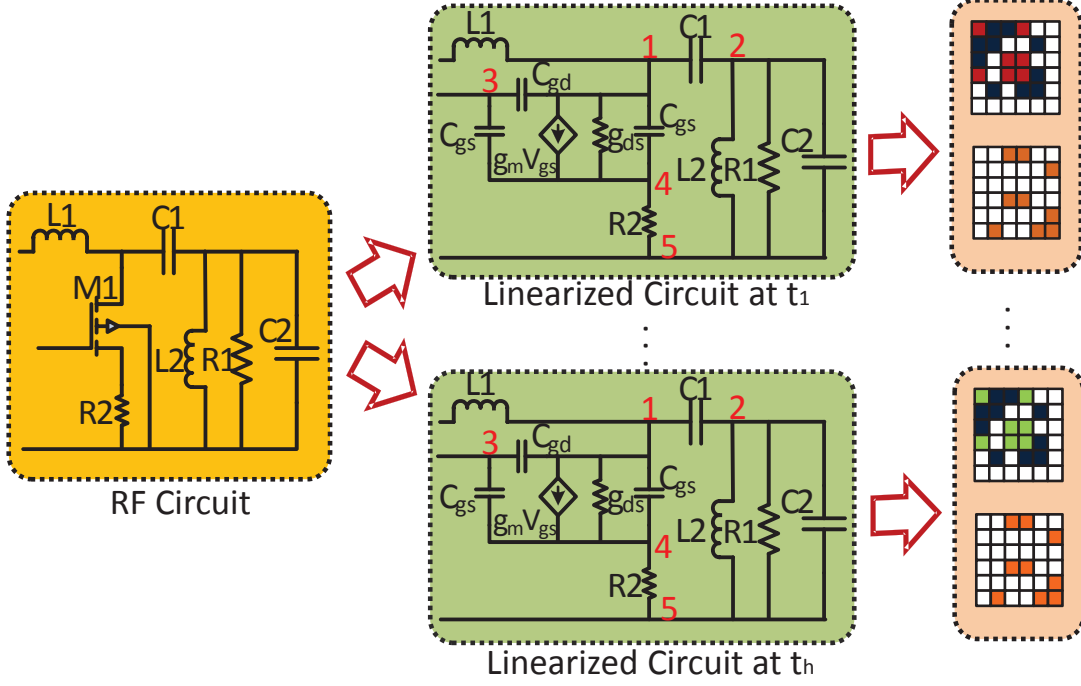 L1
C1
M1
L2
R1
C2
R2
RF Circuit
L1
1
C1
2
3
Cgd
Cgs
gmVgs
gds
Cgs
4
L2
R1
C2
R2
5
Linearized Circuit at t1
L1
1
C1
2
3
Cgd
Cgs
gmVgs
gds
Cgs
4
L2
R1
C2
R2
5
Linearized Circuit at th